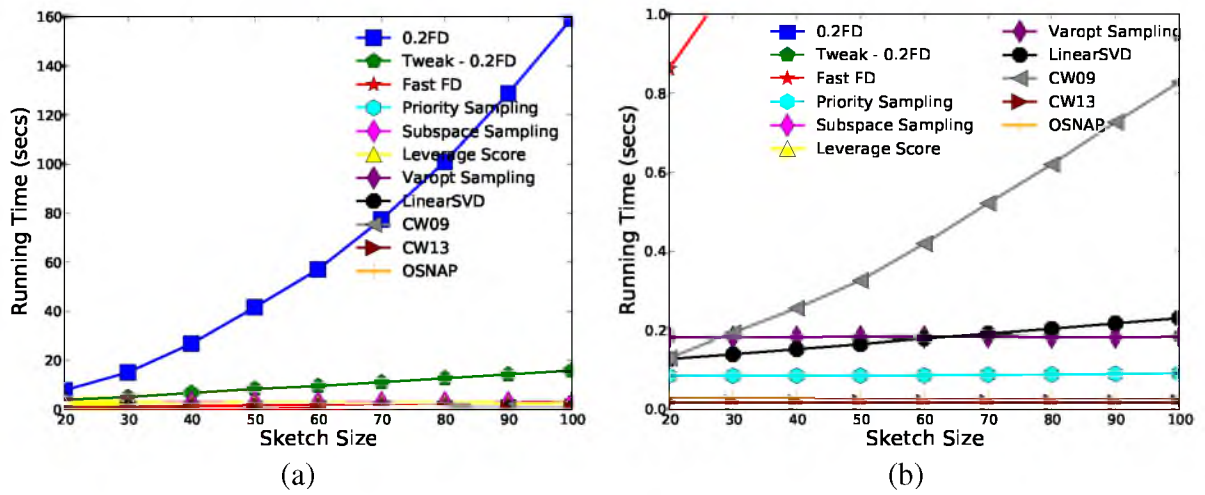 160
140
120
100
80
60
40
20
0
Running Time (secs)
0.2FD
Tweak - 0.2FD
Fast FD
Priority Sampling
Subspace Sampling
Leverage Score
Varopt Sampling
LinearSVD
CW09
CW13
OSNAP
20 30 40 50 60 70 80 90 100
Sketch Size
(a)
1.0
0.8
0.6
0.4
0.2
0.0
Running Time (secs)
0.2FD
Tweak - 0.2FD
Fast FD
Priority Sampling
Subspace Sampling
Leverage Score
Varopt Sampling
LinearSVD
CW09
CW13
OSNAP
20 30 40 50 60 70 80 90 100
Sketch Size
(b)